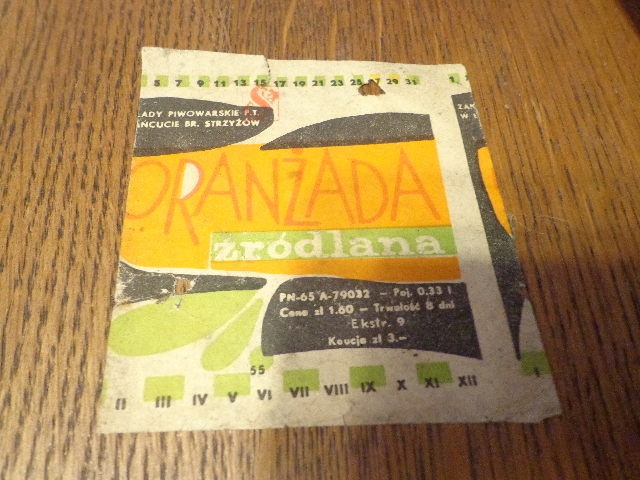 5 7 9 11 13 15 17 19 21 23 25 27 29 31 1
ŁADY PIWOWARSKIE P.T.
ŃCUCIE BR. STRZYŻÓW
ZAK
W Ł
ORANŻADA
źródlana
PN-65 A-79032 — Poj. 0.33 l
Cena zł 1.60 — Trwałość 8 dni
Ekstr. 9
Kaucja zł 3.—
55
II III IV V VI VII VIII IX X XI XII I